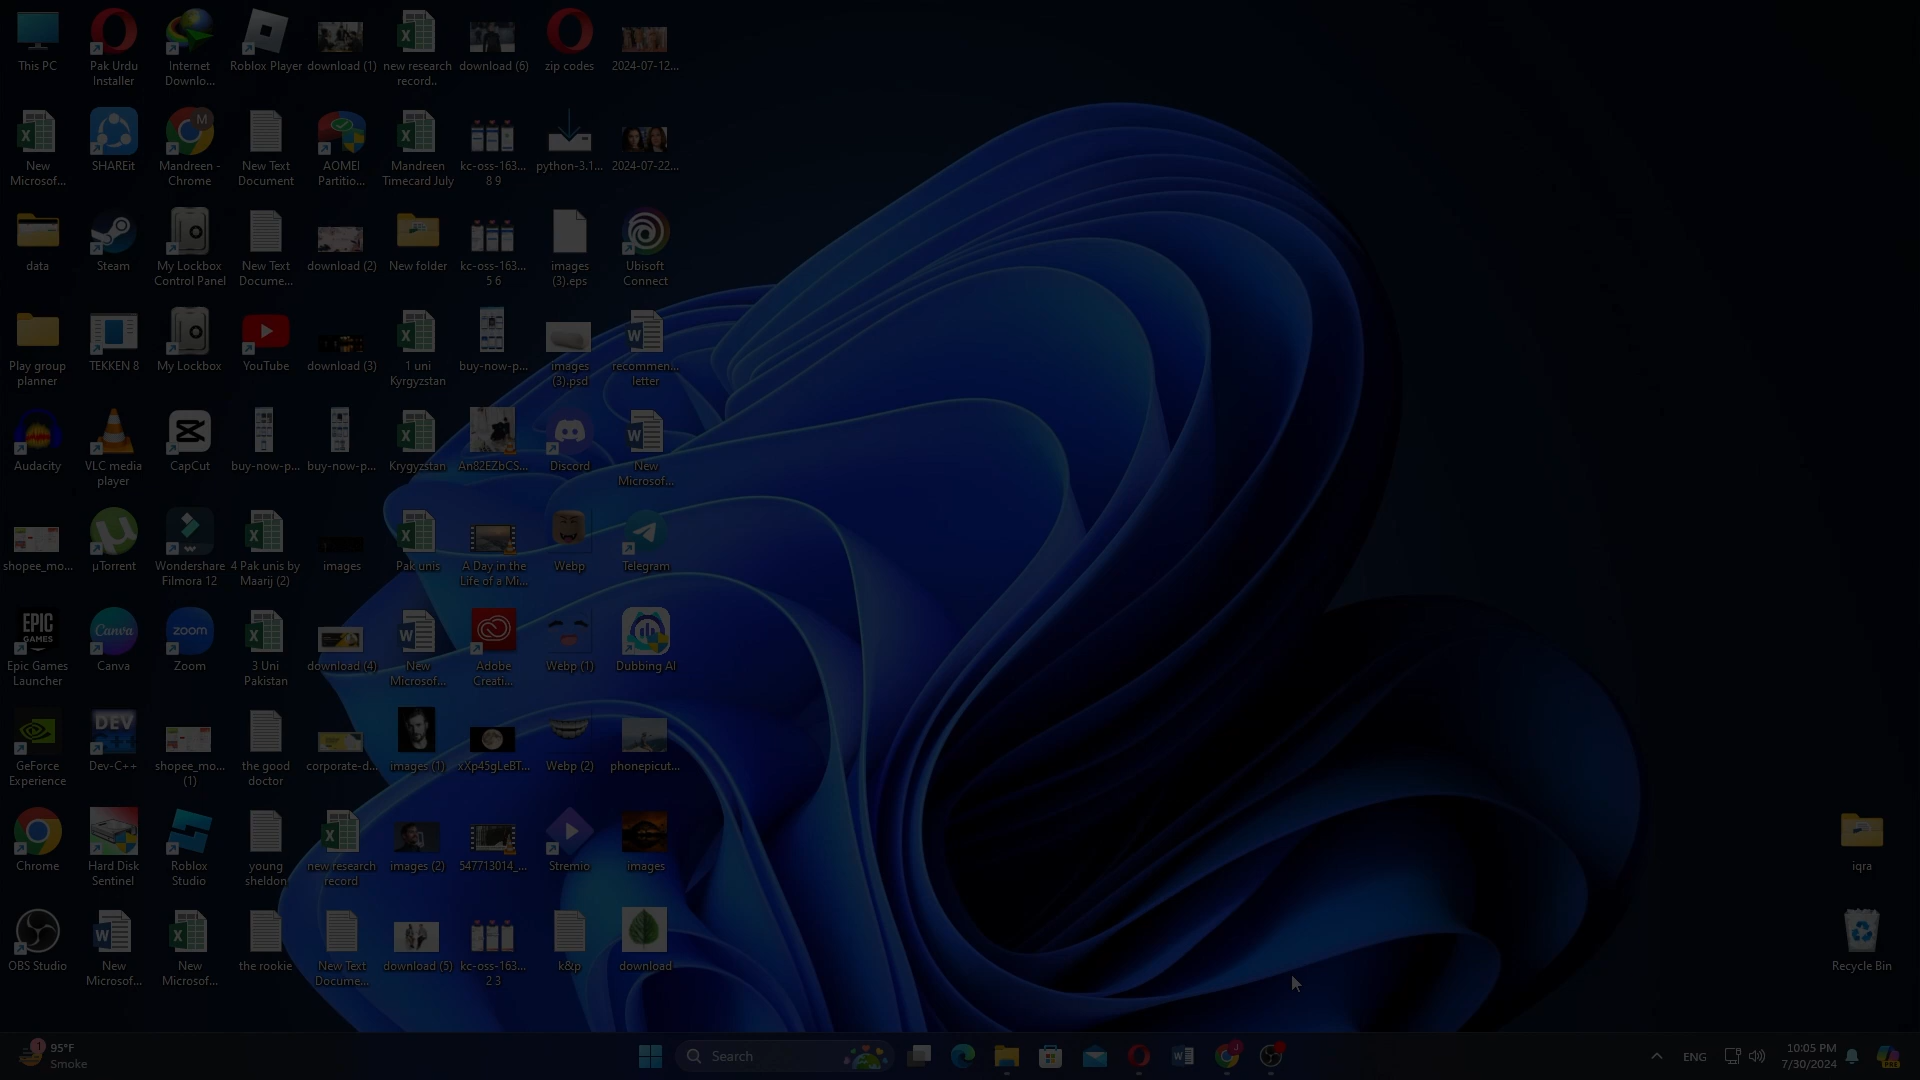 This PC
Pak Urdu
Installer
Internet
Downlo...
Roblox Player
download (1)
new research
record..
download (6)
zip codes
2024-07-12...
New
Microsof...
SHAREit
Mandreen -
Chrome
M
New Text
Document
AOMEI
Partitio...
Mandreen
Timecard July
kc-oss-163...
8 9
python-3.1...
2024-07-22...
data
Steam
My Lockbox
Control Panel
New Text
Docume...
download (2)
New folder
kc-oss-163...
5 6
images
(3).eps
Ubisoft
Connect
Play group
planner
TEKKEN 8
My Lockbox
YouTube
download (3)
1 uni
Kyrgyzstan
buy-now-p...
images
(3).psd
recommen...
letter
Audacity
VLC media
player
CapCut
buy-now-p...
buy-now-p...
Krygyzstan
An82EZbCS...
Discord
New
Microsof...
shopee_mo...
µTorrent
Wondershare
Filmora 12
4 Pak unis by
Maarij (2)
images
Pak unis
A Day in the
Life of a Mi...
Webp
Telegram
EPIC
GAMES
Epic Games
Launcher
Canva
Canva
zoom
Zoom
3 Uni
Pakistan
download (4)
New
Microsof...
Adobe
Creati...
Webp (1)
Dubbing AI
GeForce
Experience
DEV
Dev-C++
shopee_mo...
(1)
the good
doctor
corporate-d...
images (1)
xXp45gLeBT...
Webp (2)
phonepicut...
Chrome
Hard Disk
Sentinel
Roblox
Studio
young
sheldon
new research
record
images (2)
547713014_...
Stremio
images
iqra
OBS Studio
New
Microsof...
New
Microsof...
the rookie
New Text
Docume...
download (5)
kc-oss-163...
2 3
k&p
download
Recycle Bin
1
95°F
Smoke
Search
J
ENG
10:05 PM
7/30/2024